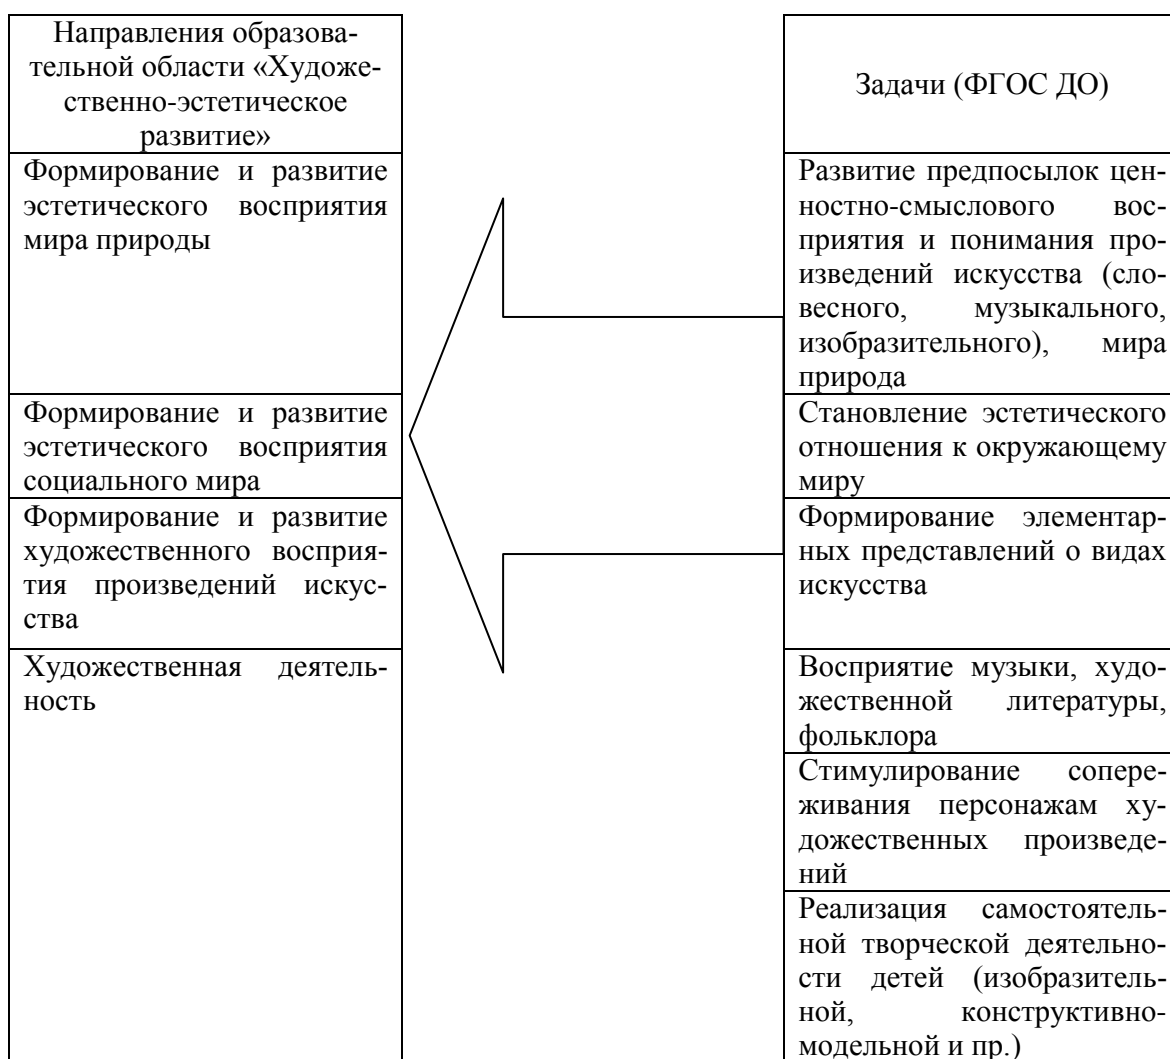 Направления образова-
тельной области «Художе-
ственно-эстетическое
развитие»
Задачи (ФГОС ДО)
Формирование и развитие
эстетического восприятия
мира природы
Развитие предпосылок цен-
ностно-смыслового вос-
приятия и понимания про-
изведений искусства (сло-
весного, музыкального,
изобразительного), мира
природа
Формирование и развитие
эстетического восприятия
социального мира
Становление эстетического
отношения к окружающему
миру
Формирование и развитие
художественного восприя-
тия произведений искус-
ства
Формирование элементар-
ных представлений о видах
искусства
Художественная деятель-
ность
Восприятие музыки, худо-
жественной литературы,
фольклора
Стимулирование сопере-
живания персонажам ху-
дожественных произведе-
ний
Реализация самостоятель-
ной творческой деятельно-
сти детей (изобразитель-
ной, конструктивно-
модельной и пр.)